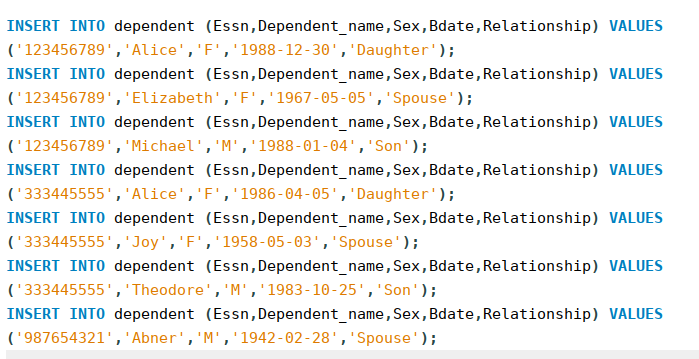 INSERT INTO dependent (Essn,Dependent_name,Sex,Bdate,Relationship) VALUES
('123456789','Alice','F','1988-12-30','Daughter');
INSERT INTO dependent (Essn,Dependent_name,Sex,Bdate,Relationship) VALUES
('123456789','Elizabeth','F','1967-05-05','Spouse');
INSERT INTO dependent (Essn,Dependent_name,Sex,Bdate,Relationship) VALUES
('123456789','Michael','M','1988-01-04','Son');
INSERT INTO dependent (Essn,Dependent_name,Sex,Bdate,Relationship) VALUES
('333445555','Alice','F','1986-04-05','Daughter');
INSERT INTO dependent (Essn,Dependent_name,Sex,Bdate,Relationship) VALUES
('333445555','Joy','F','1958-05-03','Spouse');
INSERT INTO dependent (Essn,Dependent_name,Sex,Bdate,Relationship) VALUES
('333445555','Theodore','M','1983-10-25','Son');
INSERT INTO dependent (Essn,Dependent_name,Sex,Bdate,Relationship) VALUES
('987654321','Abner','M','1942-02-28','Spouse');